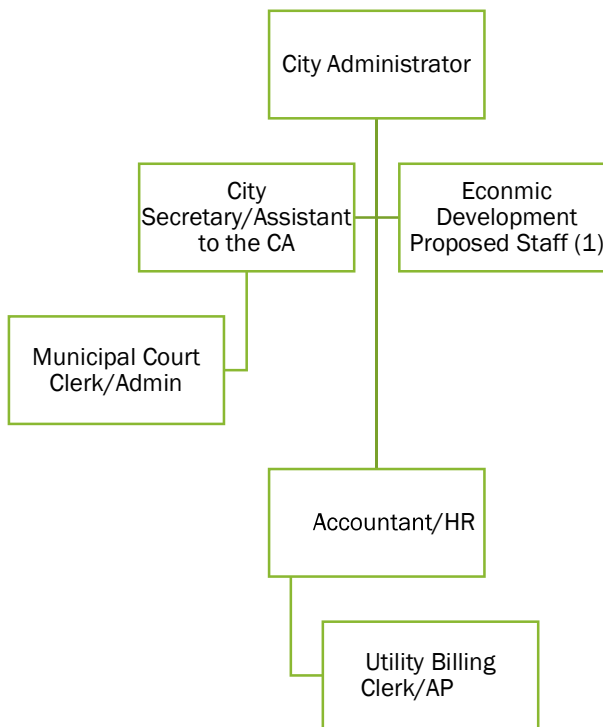 City Administrator
City
Secretary/Assistant
to the CA
Econmic
Development
Proposed Staff (1)
Municipal Court
Clerk/Admin
Accountant/HR
Utility Billing
Clerk/AP